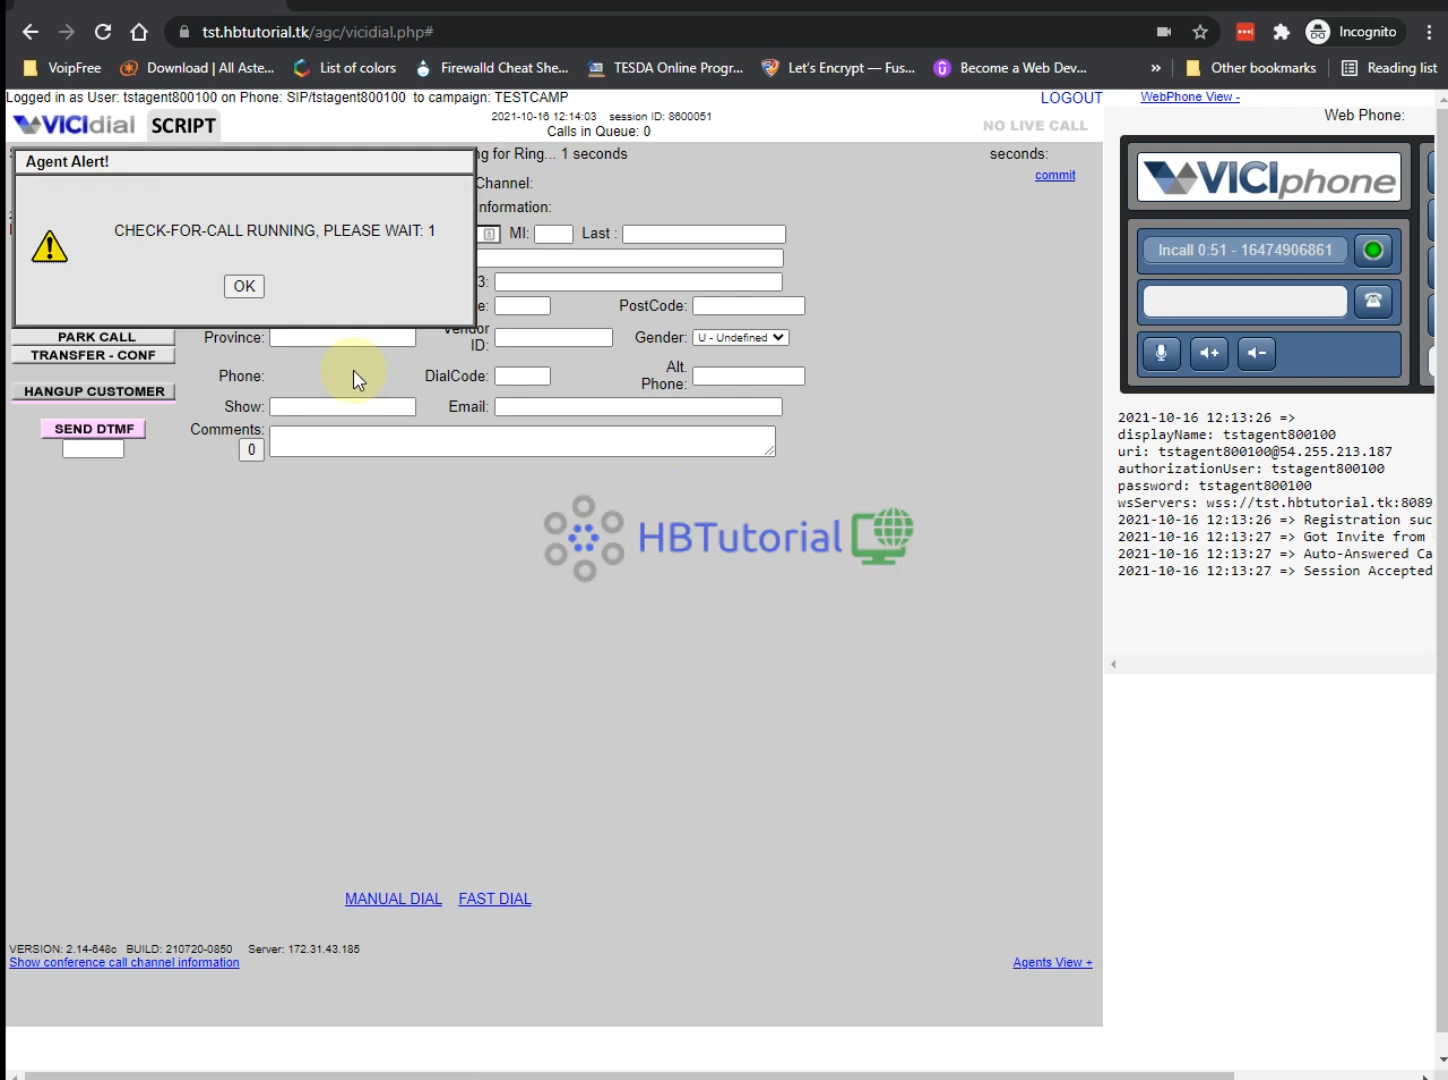 tst.hbtutorial.tk/agc/vicidial.php#
Incognito
VoipFree
Download | All Aste...
List of colors
Firewalld Cheat She...
TESDA Online Progr...
Let's Encrypt — Fus...
Become a Web Dev...
»
Other bookmarks
Reading list
Logged in as User: tstagent800100 on Phone: SIP/tstagent800100 to campaign: TESTCAMP
LOGOUT
WebPhone View -
VICIdial
SCRIPT
2021-10-16 12:14:03 session ID: 8600051
Calls in Queue: 0
NO LIVE CALL
Web Phone:
Agent Alert!
ng for Ring... 1 seconds
seconds:
Channel:
commit
nformation:
CHECK-FOR-CALL RUNNING, PLEASE WAIT: 1
OK
MI:
Last :
3:
e:
PostCode:
PARK CALL
Province:
Vendor
ID:
Gender:
U - Undefined
TRANSFER - CONF
Phone:
DialCode:
Alt.
Phone:
HANGUP CUSTOMER
Show:
Email:
SEND DTMF
Comments:
0
HBTutorial
MANUAL DIAL
FAST DIAL
VERSION: 2.14-648c BUILD: 210720-0850 Server: 172.31.43.185
Show conference call channel information
Agents View +
VICIphone
Incall 0:51 - 16474906861
2021-10-16 12:13:26 =>
displayName: tstagent800100
uri: tstagent800100@54.255.213.187
authorizationUser: tstagent800100
password: tstagent800100
wsServers: wss://tst.hbtutorial.tk:8089
2021-10-16 12:13:26 => Registration suc
2021-10-16 12:13:27 => Got Invite from
2021-10-16 12:13:27 => Auto-Answered Ca
2021-10-16 12:13:27 => Session Accepted